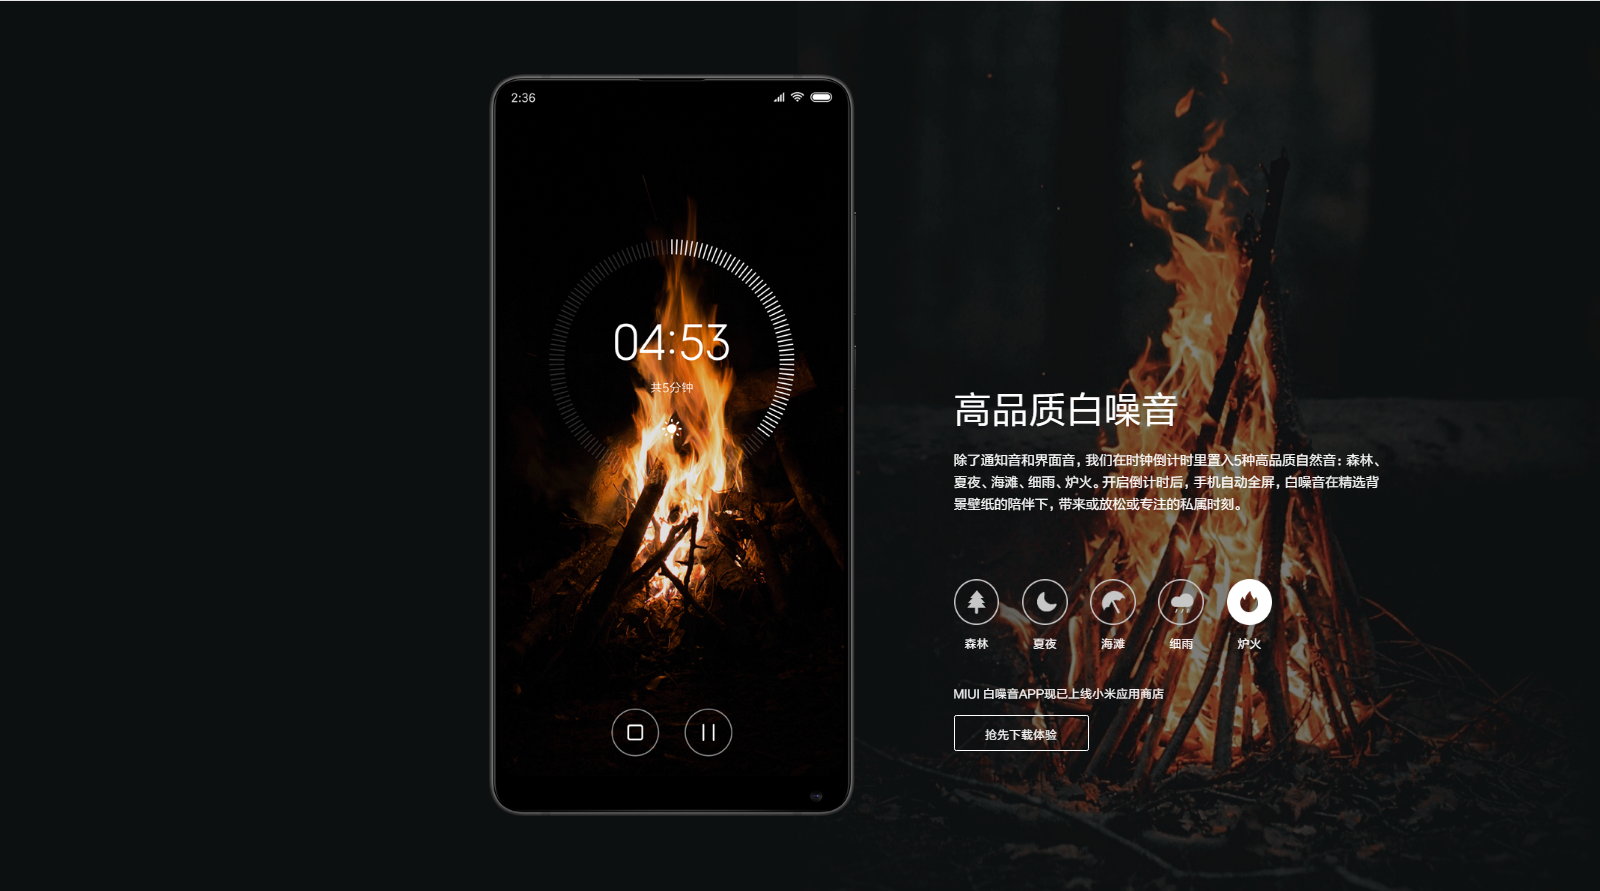 2:36
04:53
共5分钟
高品质白噪音
除了通知音和界面音，我们在时钟倒计时里置入5种高品质自然音：森林、
夏夜、海滩、细雨、炉火。开启倒计时后，手机自动全屏，白噪音在精选背
景壁纸的陪伴下，带来或放松或专注的私属时刻。
森林 夏夜 海滩 细雨 炉火
MIUI 白噪音APP现已上线小米应用商店
抢先下载体验